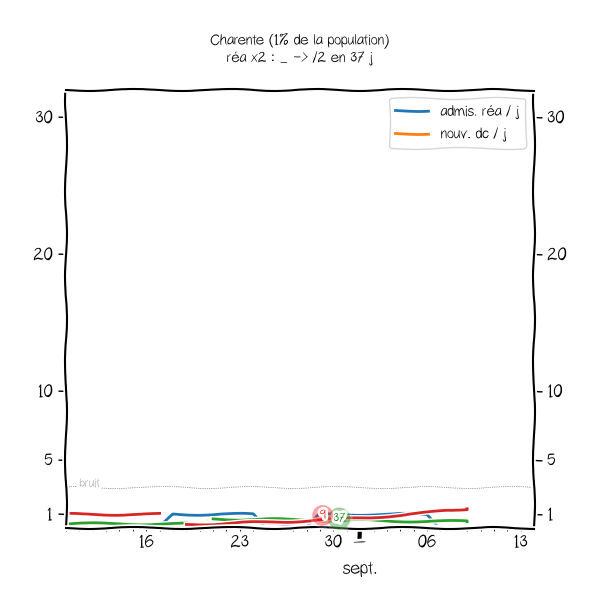 Charente (1% de la population)
réa x2 : _ -> /2 en 37 j
admis. réa / j
nouv. dc / j
30
30
20
20
10
10
5
5
bruit
1
1
9
37
16
23
30
06
13
sept.